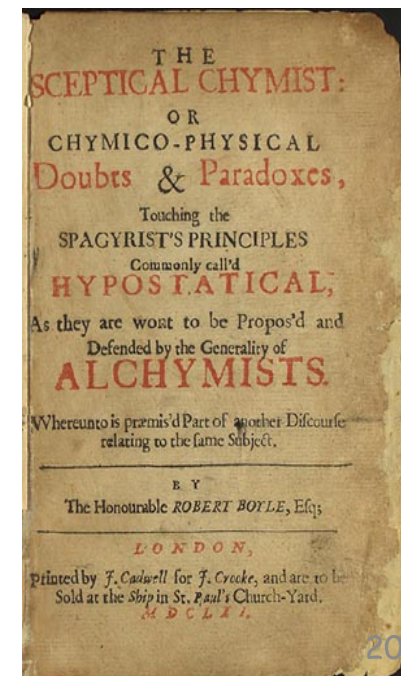 THE
SCEPTICAL CHYMIST:
OR
CHYMICO-PHYSICAL
Doubts & Paradoxes,
Touching the
SPAGYRIST'S PRINCIPLES
Commonly call'd
HYPOSTATICAL,
As they are wont to be Propos'd and
Defended by the Generality of
ALCHYMISTS.
Whereunto is præmis'd Part of another Discourse
relating to the same Subject.
BY
The Honourable ROBERT BOYLE, Esq;
LONDON,
Printed by J. Cadwell for J. Crooke, and are to be
Sold at the Ship in St. Paul's Church-Yard.
MDCLXI.
20